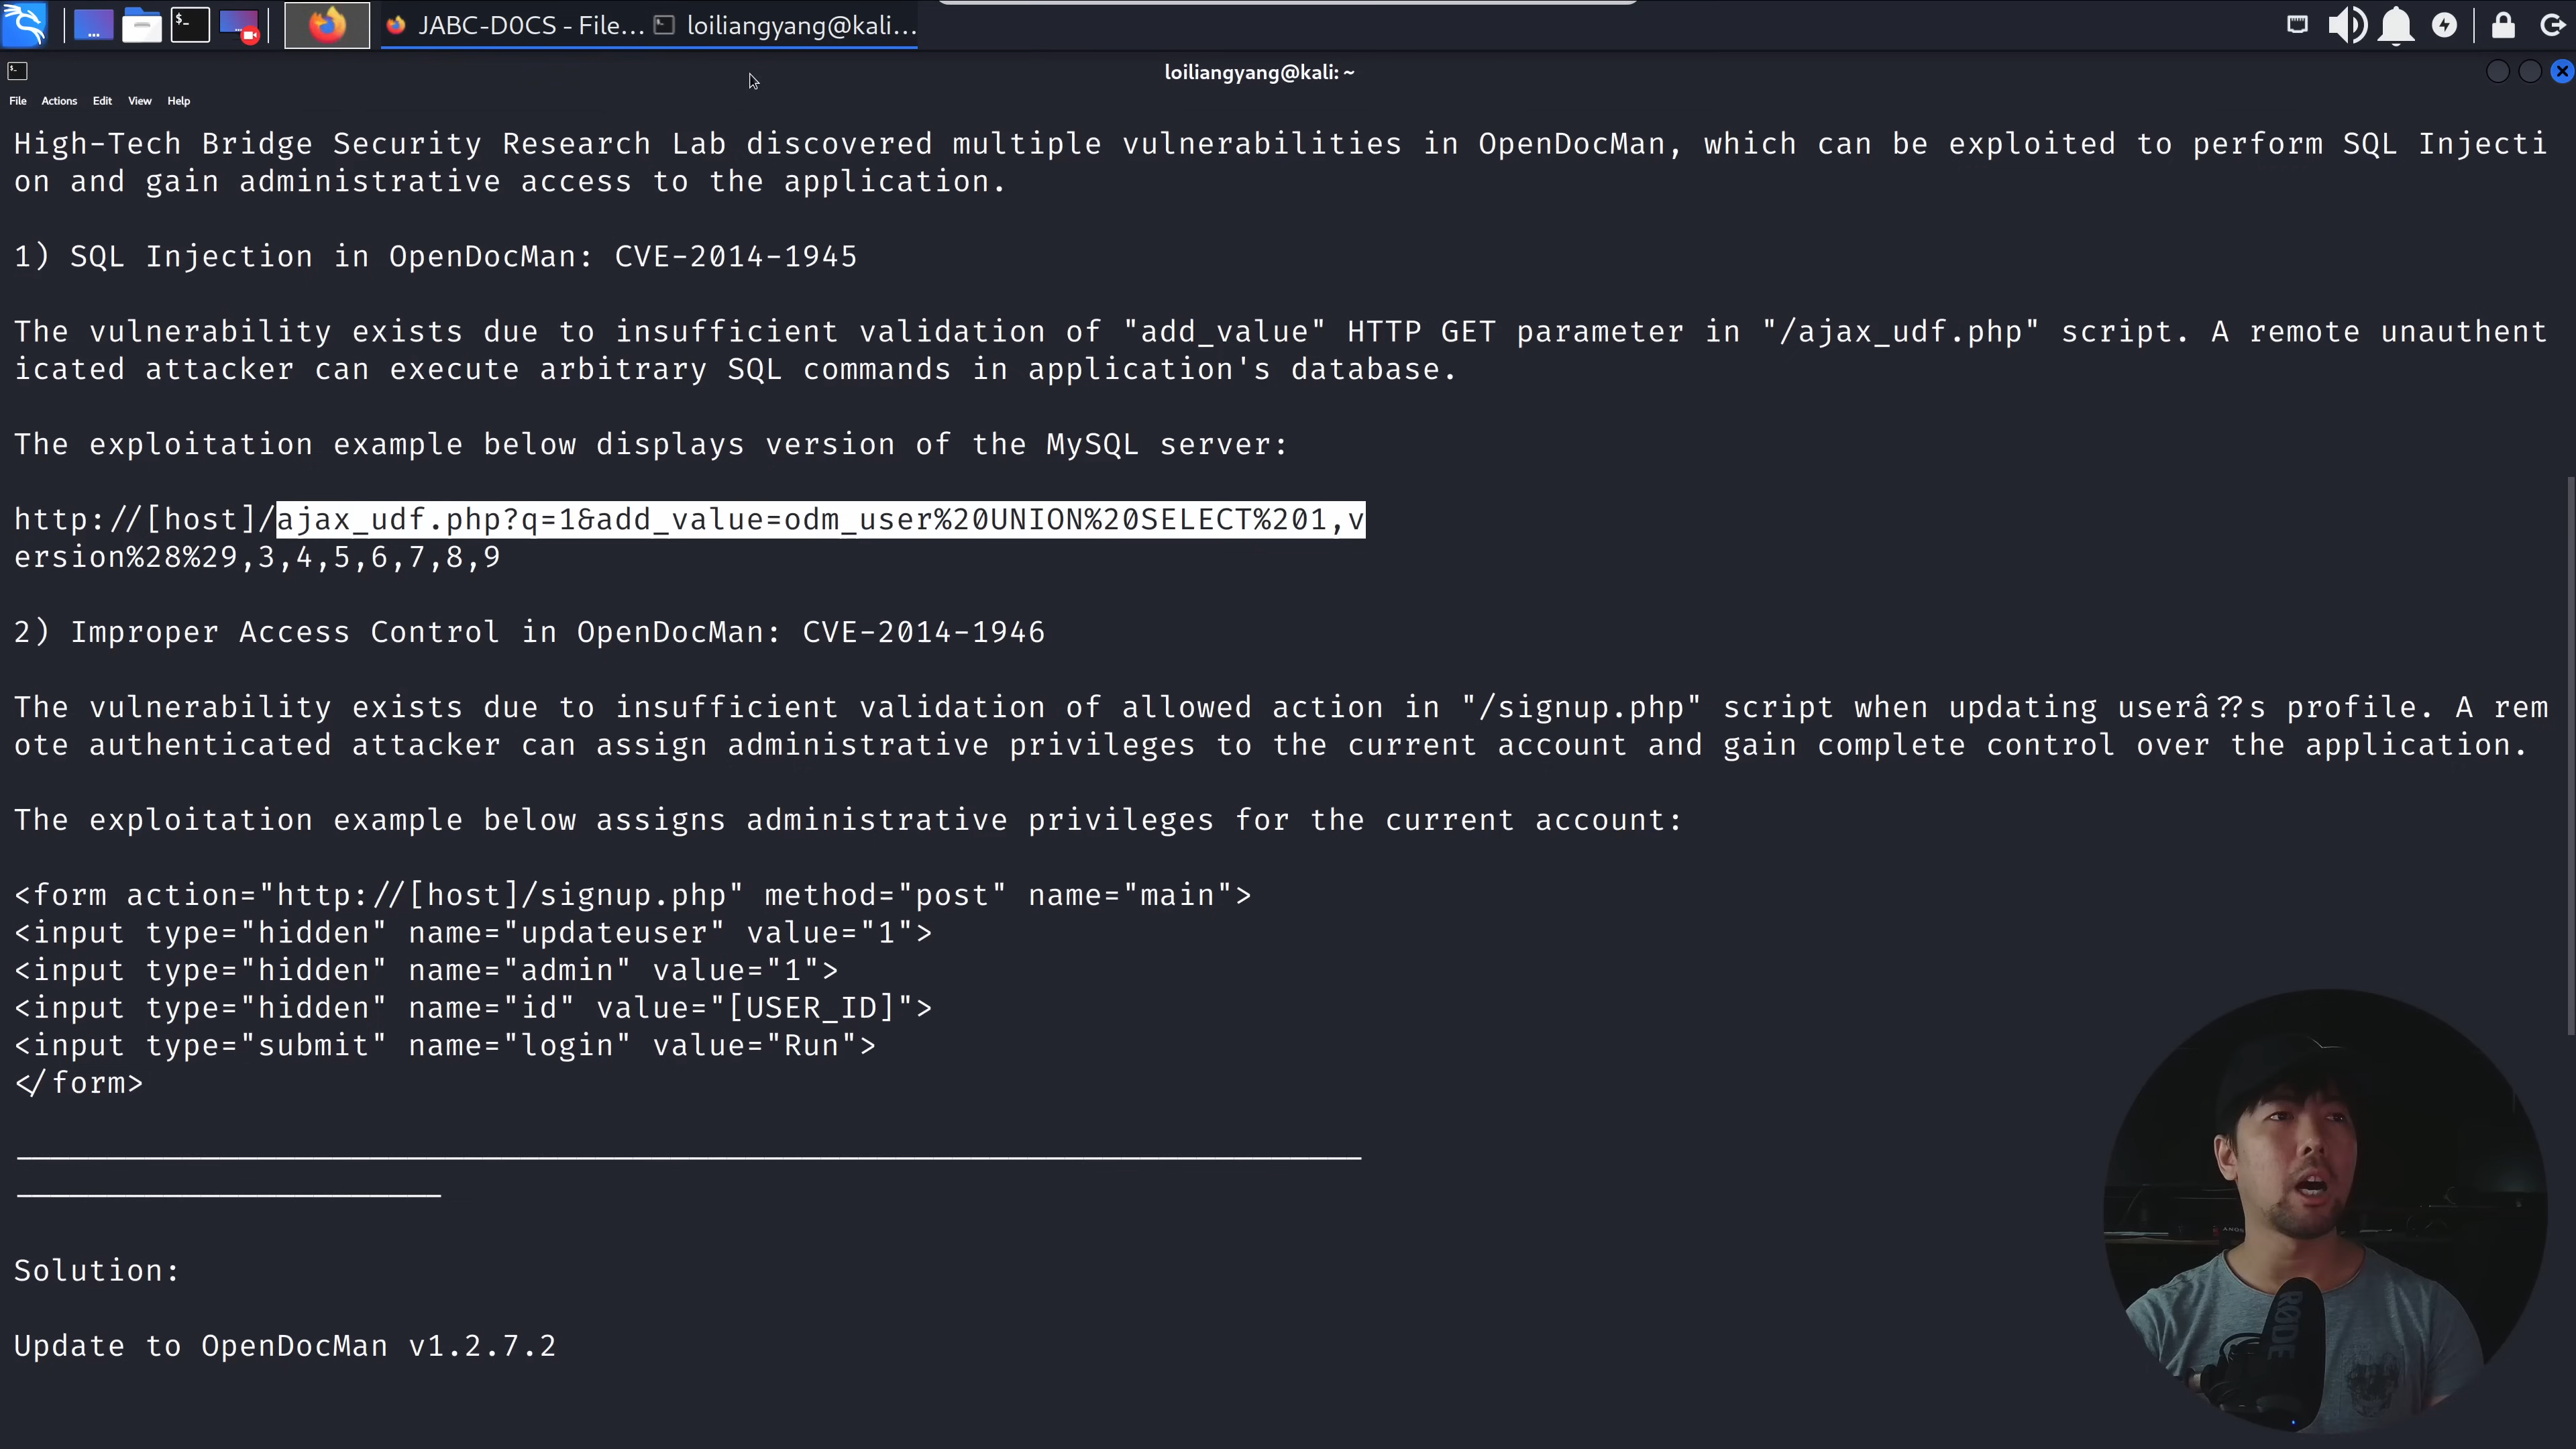 JABC-D0CS - File...
loiliangyang@kali...
loiliangyang@kali: ~
File Actions Edit View Help
High-Tech Bridge Security Research Lab discovered multiple vulnerabilities in OpenDocMan, which can be exploited to perform SQL Injecti
on and gain administrative access to the application.
1) SQL Injection in OpenDocMan: CVE-2014-1945
The vulnerability exists due to insufficient validation of "add_value" HTTP GET parameter in "/ajax_udf.php" script. A remote unauthent
icated attacker can execute arbitrary SQL commands in application's database.
The exploitation example below displays version of the MySQL server:
http://[host]/ajax_udf.php?q=1&add_value=odm_user%20UNION%20SELECT%201,v
ersion%28%29,3,4,5,6,7,8,9
2) Improper Access Control in OpenDocMan: CVE-2014-1946
The vulnerability exists due to insufficient validation of allowed action in "/signup.php" script when updating userâ??s profile. A rem
ote authenticated attacker can assign administrative privileges to the current account and gain complete control over the application.
The exploitation example below assigns administrative privileges for the current account:
<form action="http://[host]/signup.php" method="post" name="main">
<input type="hidden" name="updateuser" value="1">
<input type="hidden" name="admin" value="1">
<input type="hidden" name="id" value="[USER_ID]">
<input type="submit" name="login" value="Run">
</form>
Solution:
Update to OpenDocMan v1.2.7.2
RØDE